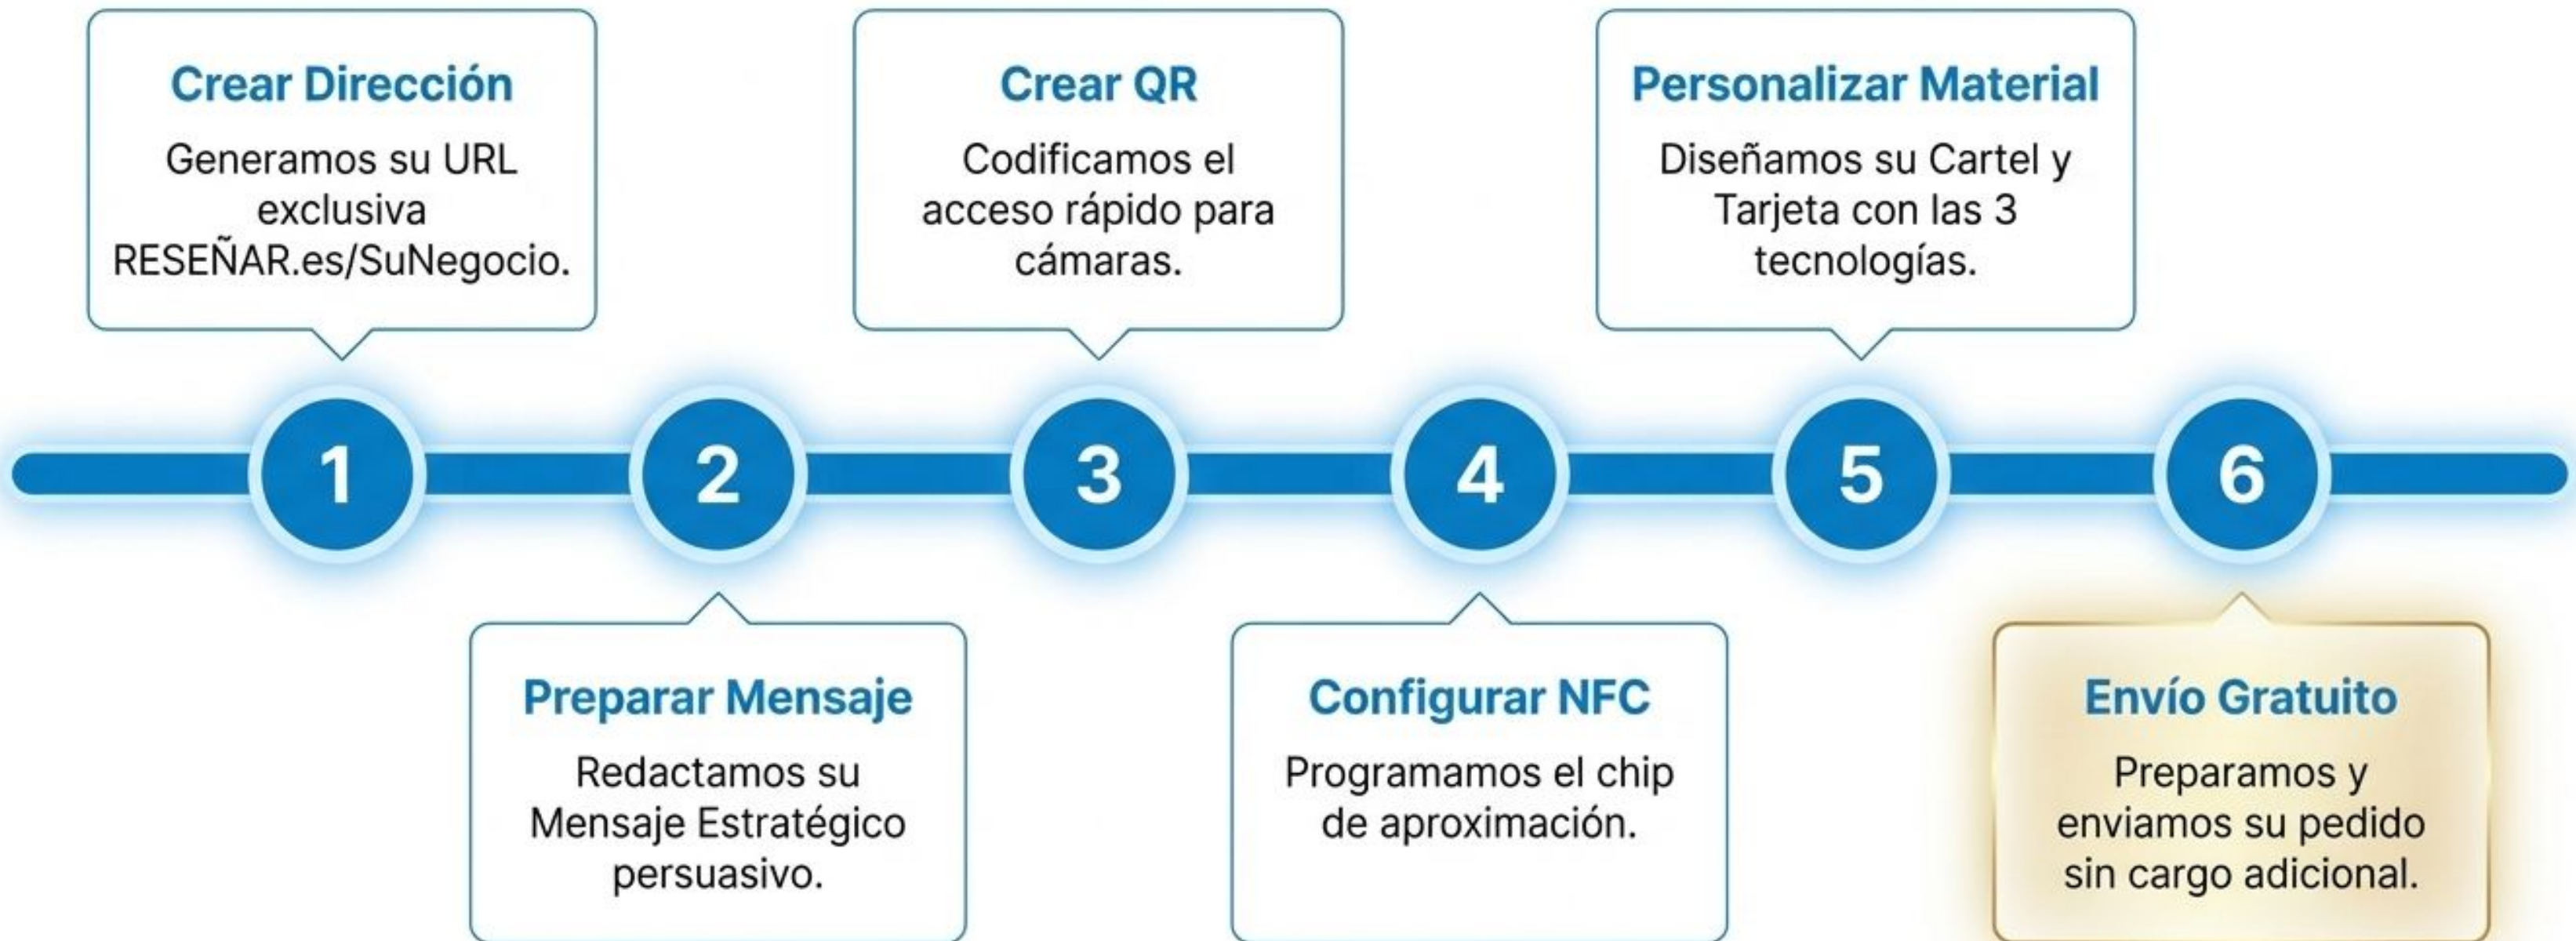 Crear Dirección
Generamos su URL
exclusiva
RESEÑAR.es/SuNegocio.
Crear QR
Codificamos el
acceso rápido para
cámaras.
Personalizar Material
Diseñamos su Cartel y
Tarjeta con las 3
tecnologías.
1
2
3
4
5
6
Preparar Mensaje
Redactamos su
Mensaje Estratégico
persuasivo.
Configurar NFC
Programamos el chip
de aproximación.
Envío Gratuito
Preparamos y
enviamos su pedido
sin cargo adicional.